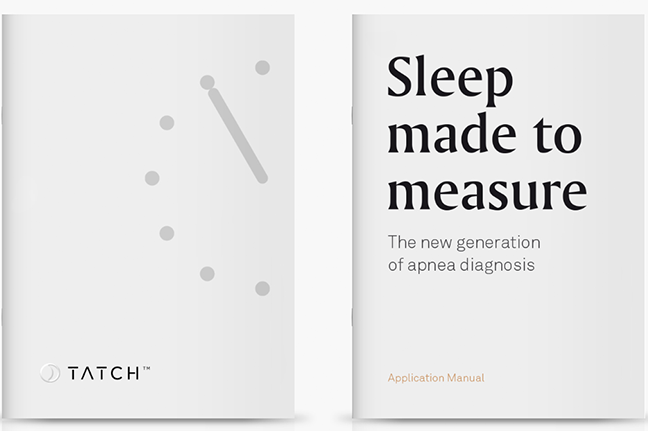 TATCH™
Sleep
made to
measure
The new generation
of apnea diagnosis
Application Manual